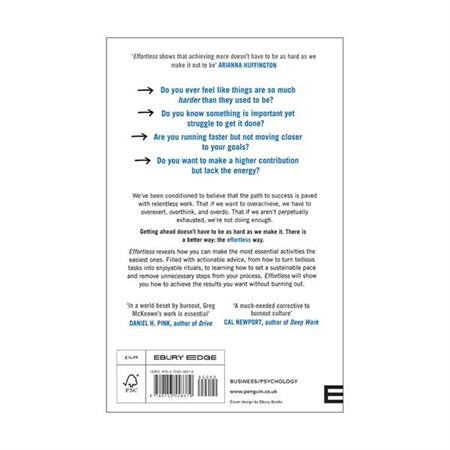 'Effortless shows that achieving more doesn't have to be as hard as we
make it out to be' ARIANNA HUFFINGTON
→ Do you ever feel like things are so much
harder than they used to be?
→ Do you know something is important yet
struggle to get it done?
→ Are you running faster but not moving closer
to your goals?
→ Do you want to make a higher contribution
but lack the energy?
We've been conditioned to believe that the path to success is paved
with relentless work. That if we want to overachieve, we have to
overexert, overthink, and overdo. That if we aren't perpetually
exhausted, we're not doing enough.
Getting ahead doesn't have to be as hard as we make it. There is
a better way: the effortless way.
Effortless reveals how you can make the most essential activities the
easiest ones. Filled with actionable advice, from how to turn tedious
tasks into enjoyable rituals, to learning how to set a sustainable pace
and remove unnecessary steps from your process, Effortless will show
you how to achieve the results you want without burning out.
'In a world beset by burnout, Greg
McKeown's work is essential'
DANIEL H. PINK, author of Drive
'A much-needed corrective to
burnout culture'
CAL NEWPORT, author of Deep Work
£14.99
EBURY EDGE
FSC
BUSINESS/PSYCHOLOGY
www.penguin.co.uk
Cover design by Ebury Books
E